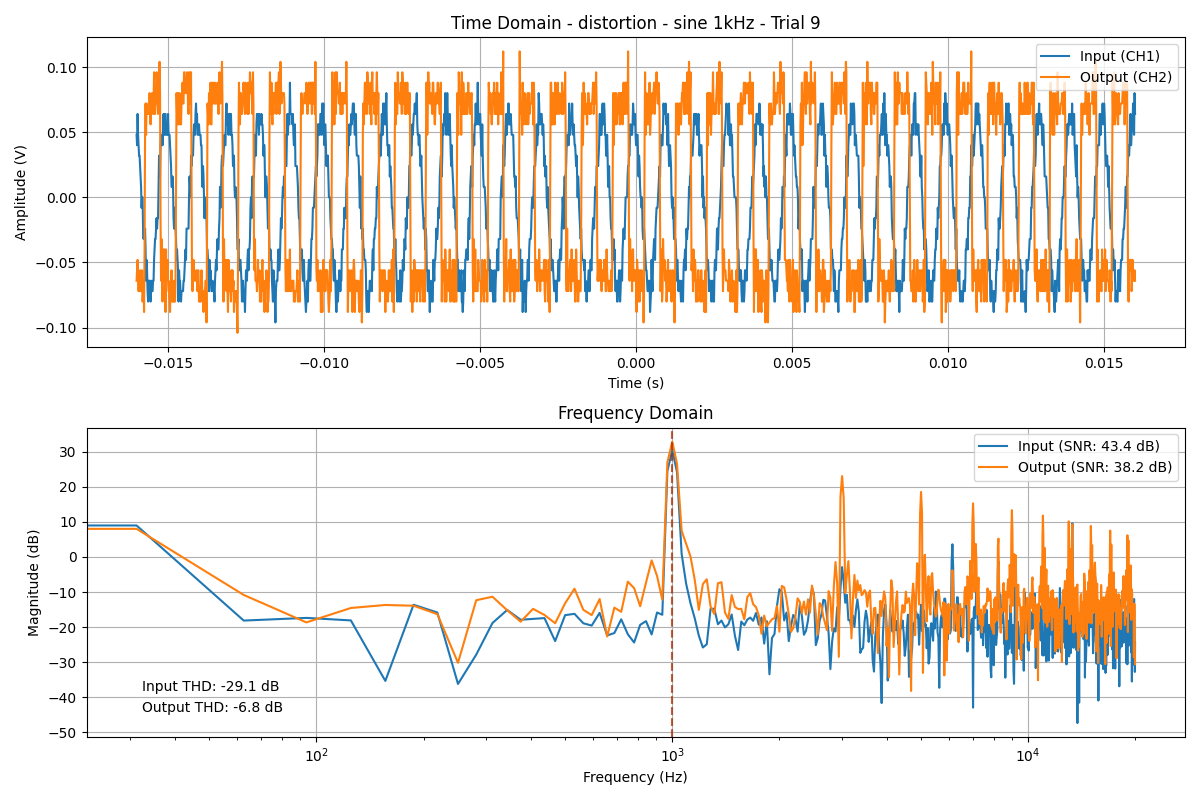 Time Domain - distortion - sine 1kHz - Trial 9
Amplitude (V)
0.10
0.05
0.00
−0.05
−0.10
Input (CH1)
Output (CH2)
−0.015
−0.010
−0.005
0.000
0.005
0.010
0.015
Time (s)
Frequency Domain
Magnitude (dB)
30
20
10
0
−10
−20
−30
−40
−50
Input (SNR: 43.4 dB)
Output (SNR: 38.2 dB)
Input THD: -29.1 dB
Output THD: -6.8 dB
10²
10³
10⁴
Frequency (Hz)